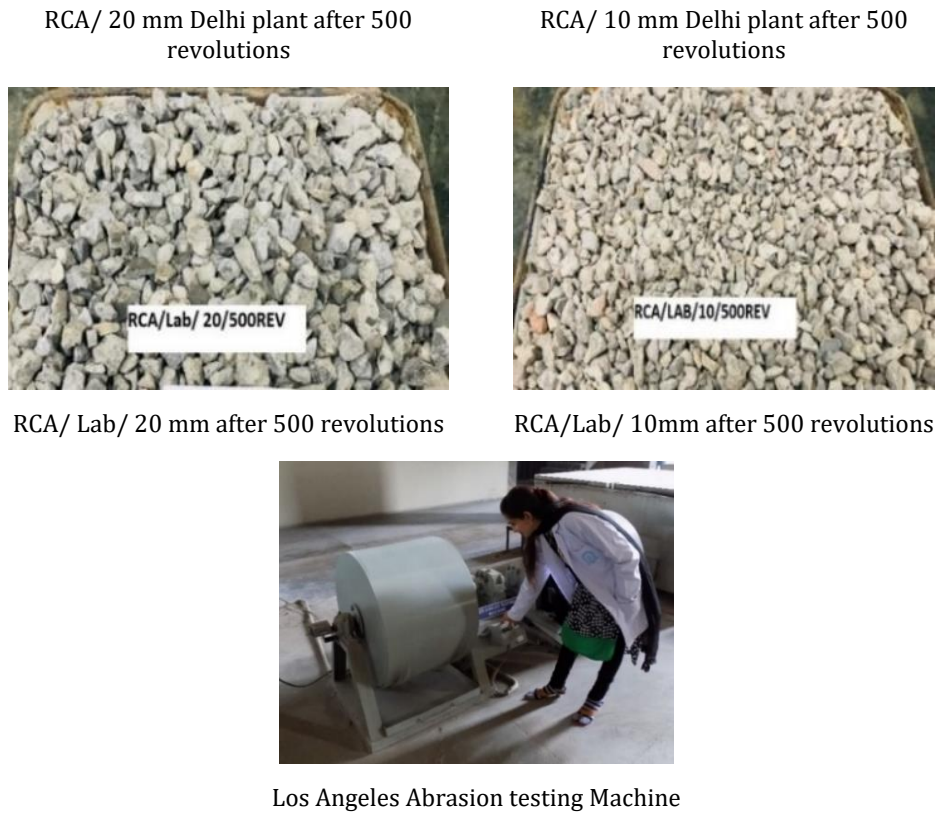 RCA/ 20 mm Delhi plant after 500
revolutions
RCA/ 10 mm Delhi plant after 500
revolutions
RCA/Lab/ 20/500REV
RCA/LAB/10/500REV
RCA/ Lab/ 20 mm after 500 revolutions
RCA/Lab/ 10mm after 500 revolutions
Los Angeles Abrasion testing Machine